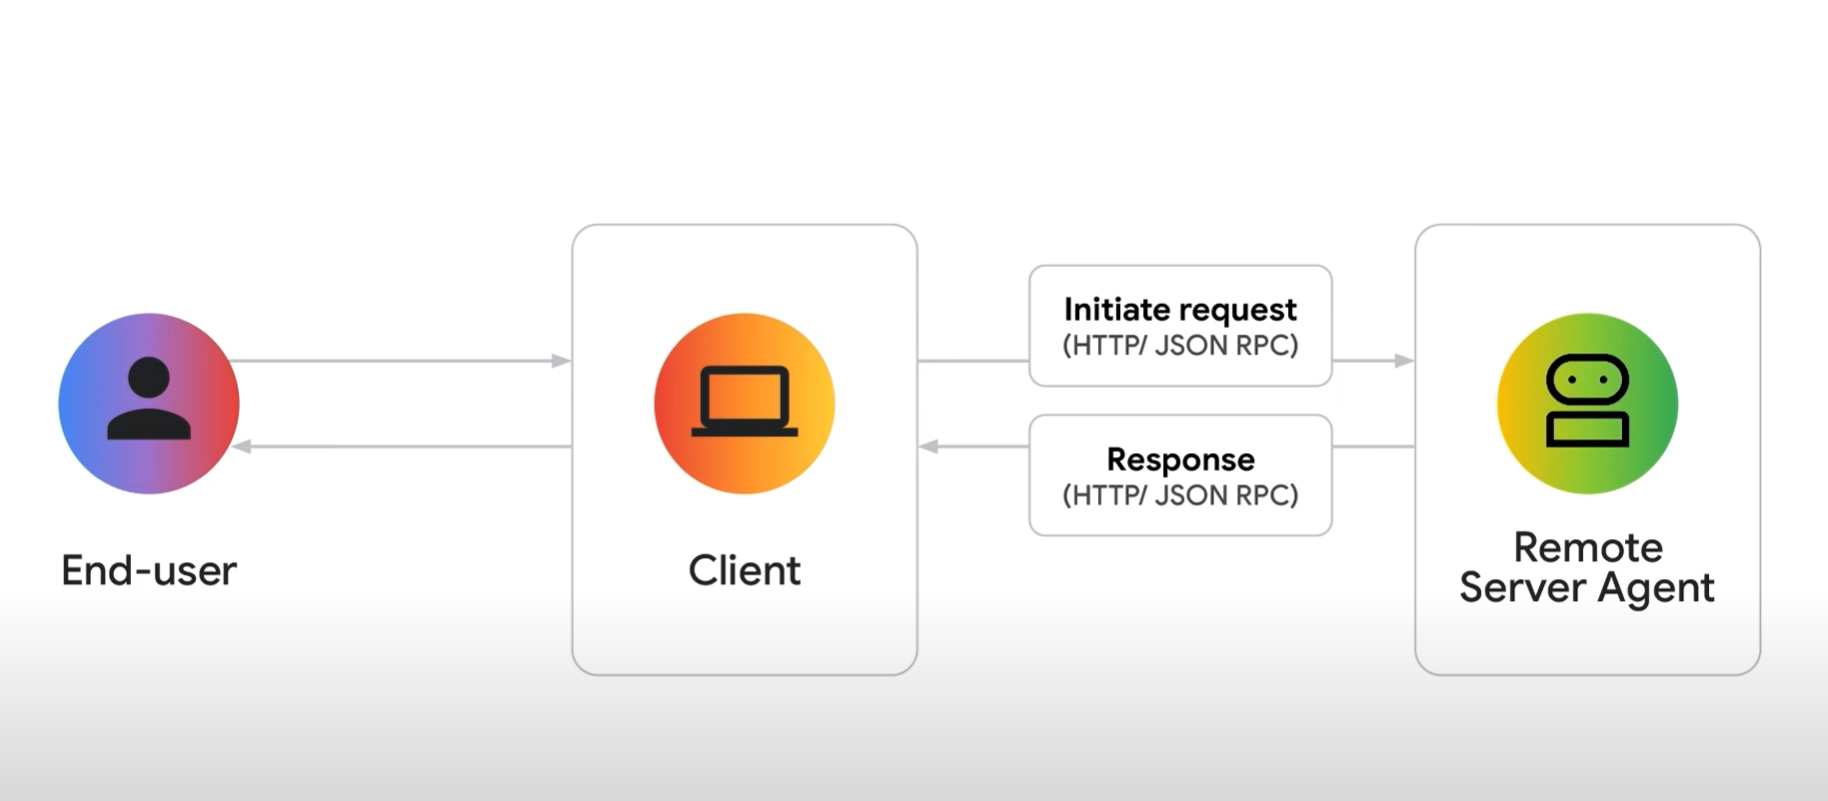 End-user
Client
Initiate request
(HTTP/ JSON RPC)
Response
(HTTP/ JSON RPC)
Remote
Server Agent